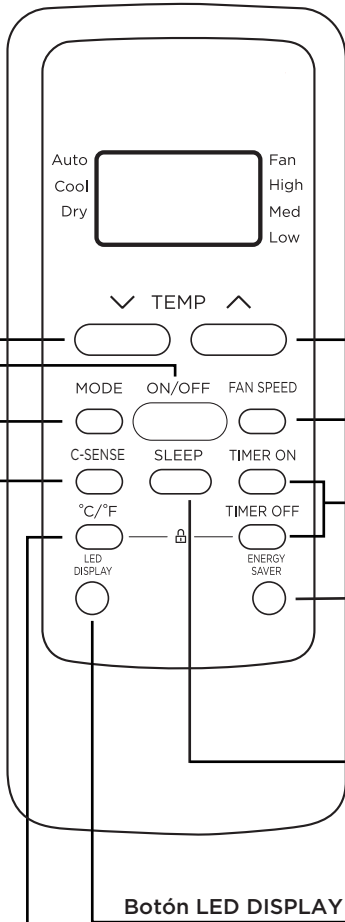 Auto
Fan
Cool
High
Dry
Med
Low
TEMP
MODE
ON/OFF
FAN SPEED
C-SENSE
SLEEP
TIMER ON
°C/°F
TIMER OFF
LED
DISPLAY
ENERGY
SAVER
Botón LED DISPLAY